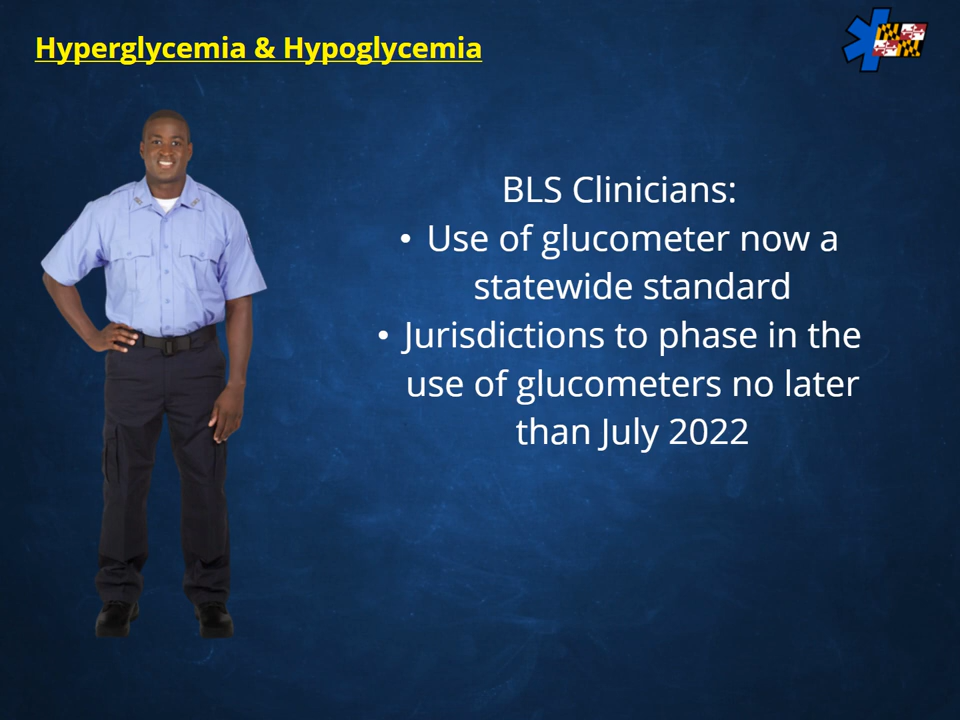 Hyperglycemia & Hypoglycemia
BLS Clinicians:
• Use of glucometer now a
statewide standard
• Jurisdictions to phase in the
use of glucometers no later
than July 2022